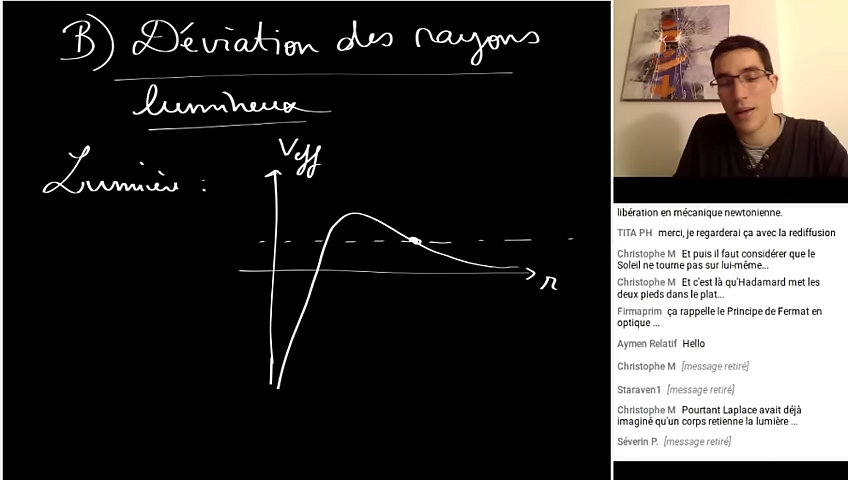 B) Déviation des rayons
lumineux
Lumière :
Veff
r
libération en mécanique newtonienne.
TITA PH merci, je regarderai ça avec la rediffusion
Christophe M Et puis il faut considérer que le
Soleil ne tourne pas sur lui-même...
Christophe M Et c'est là qu'Hadamard met les
deux pieds dans le plat...
Firmaprim ça rappelle le Principe de Fermat en
optique ...
Aymen Relatif Hello
Christophe M [message retiré]
Staraven1 [message retiré]
Christophe M Pourtant Laplace avait déjà
imaginé qu'un corps retienne la lumière ...
Séverin P. [message retiré]